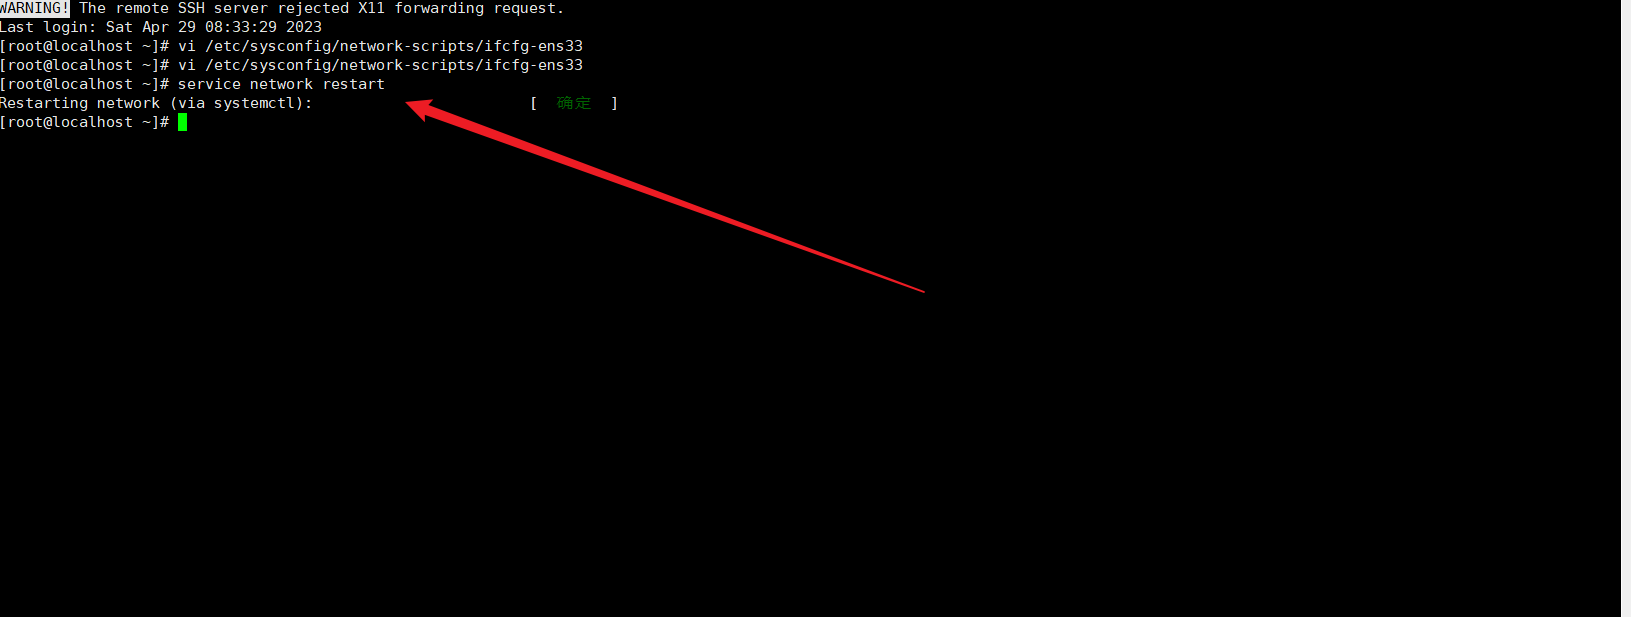 WARNING! The remote SSH server rejected X11 forwarding request.
Last login: Sat Apr 29 08:33:29 2023
[root@localhost ~]# vi /etc/sysconfig/network-scripts/ifcfg-ens33
[root@localhost ~]# vi /etc/sysconfig/network-scripts/ifcfg-ens33
[root@localhost ~]# service network restart
Restarting network (via systemctl): [ 确定 ]
[root@localhost ~]#